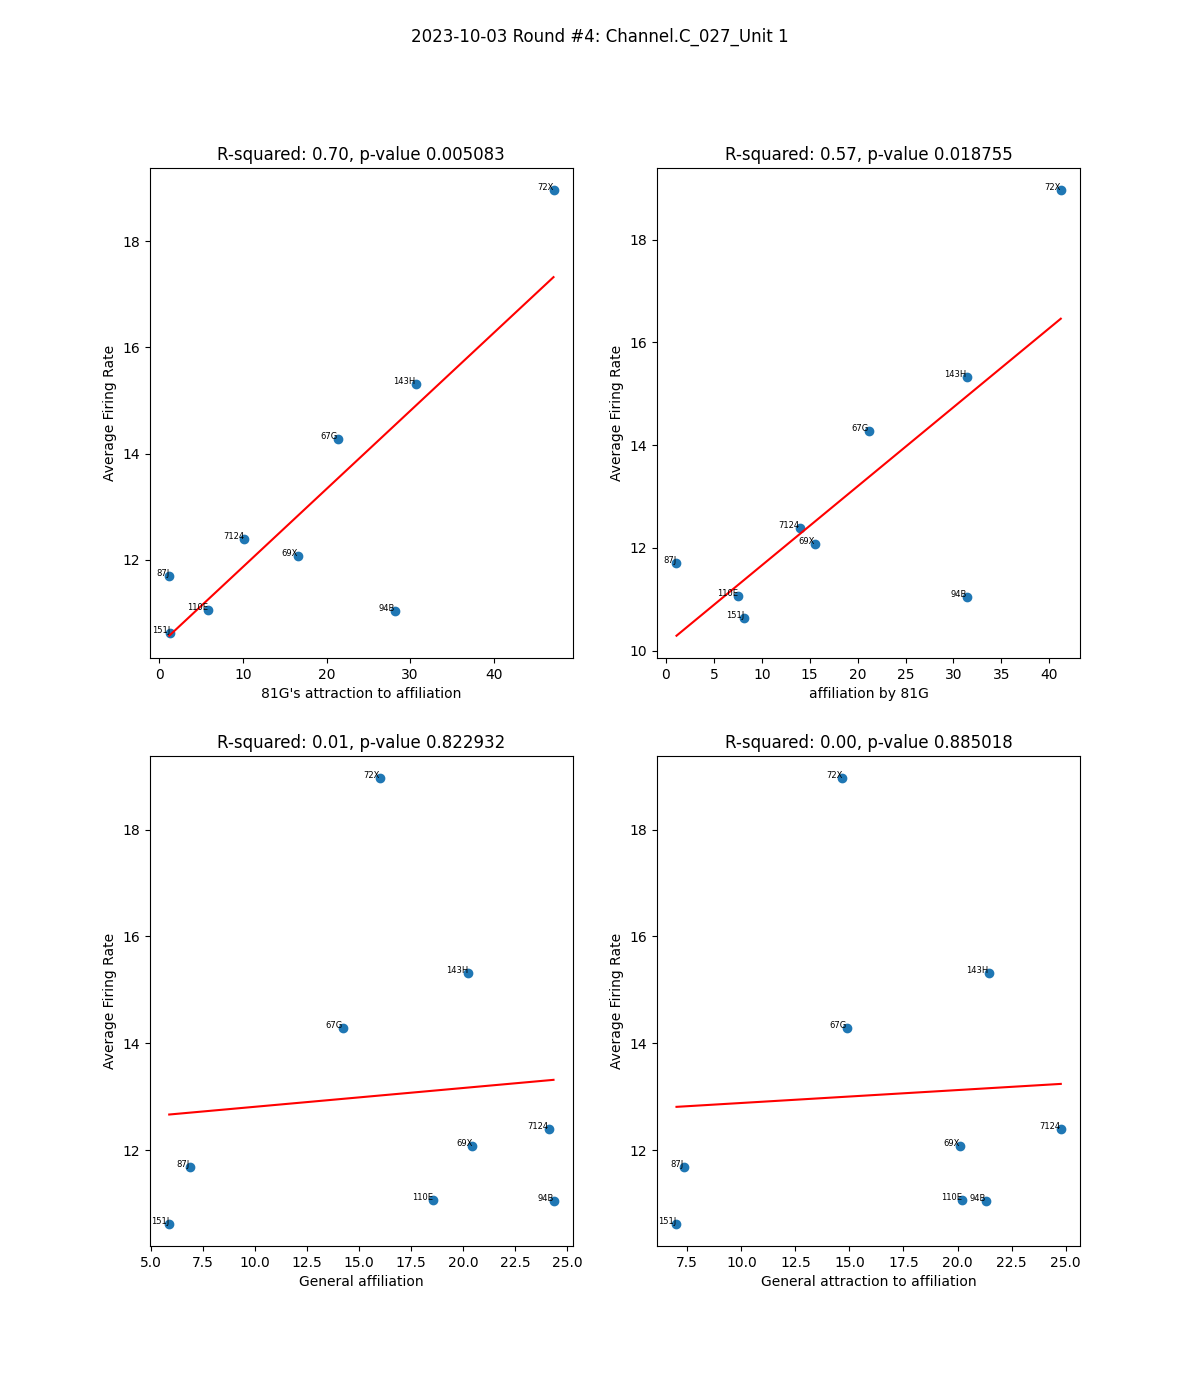 2023-10-03 Round #4: Channel.C_027_Unit 1
R-squared: 0.70, p-value 0.005083
Average Firing Rate
18
16
14
12
72X
143H
67G
7124
69X
87J
110E
94B
151J
0 10 20 30 40
81G's attraction to affiliation
R-squared: 0.57, p-value 0.018755
Average Firing Rate
18
16
14
12
10
72X
143H
67G
7124
69X
87J
110E
94B
151J
0 5 10 15 20 25 30 35 40
affiliation by 81G
R-squared: 0.01, p-value 0.822932
Average Firing Rate
18
16
14
12
72X
143H
67G
7124
69X
87J
110E
94B
151J
5.0 7.5 10.0 12.5 15.0 17.5 20.0 22.5 25.0
General affiliation
R-squared: 0.00, p-value 0.885018
Average Firing Rate
18
16
14
12
72X
143H
67G
7124
69X
87J
110E
94B
151J
7.5 10.0 12.5 15.0 17.5 20.0 22.5 25.0
General attraction to affiliation